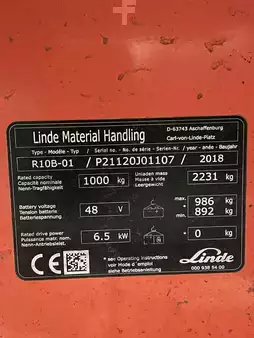 Linde Material Handling
D-63743 Aschaffenburg
Carl-von-Linde-Platz
Type - Modèle - Typ / Serial no. - No. de série - Serien-Nr. / year - année - Baujahr
R10B-01 / P21120J01107 / 2018
Rated capacity
Capacité nominale
Nenn-Tragfähigkeit
1000 kg
Unladen mass
Masse à vide
Leergewicht
2231 kg
Battery voltage
Tension batterie
Batteriespannung
48 V
max 986 kg
min 892 kg
Rated drive power
Puissance motr. nom.
Nenn-Antriebsleist.
6.5 kW
0 kg
CE
see Operating instructions
voir Mode d'emploi
siehe Betriebsanleitung
Linde
000 938 54 00